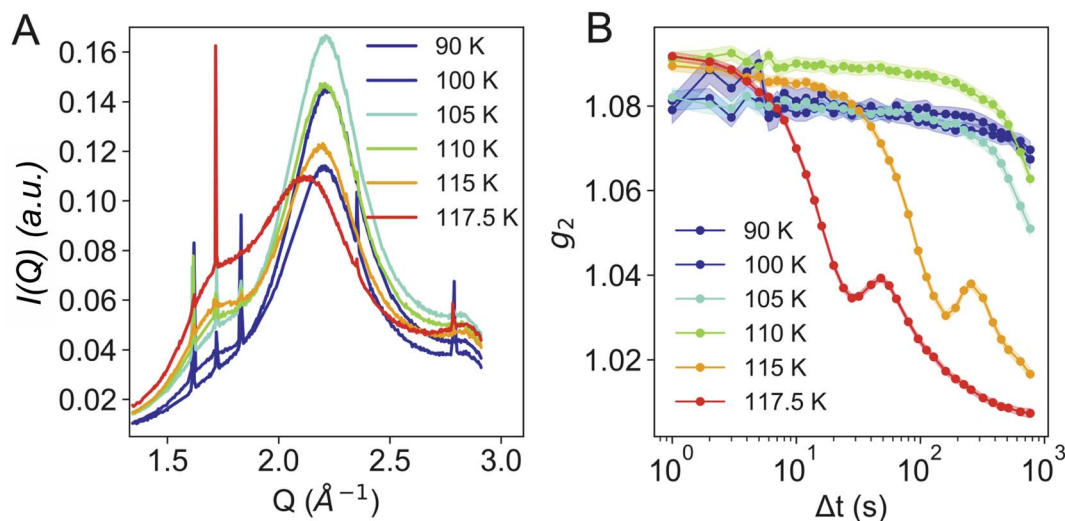 A
I(Q) (a.u.)
0.16
0.14
0.12
0.10
0.08
0.06
0.04
0.02
90 K
100 K
105 K
110 K
115 K
117.5 K
1.5
2.0
2.5
3.0
Q (Å⁻¹)
B
g₂
1.08
1.06
1.04
1.02
90 K
100 K
105 K
110 K
115 K
117.5 K
10⁰
10¹
10²
10³
Δt (s)